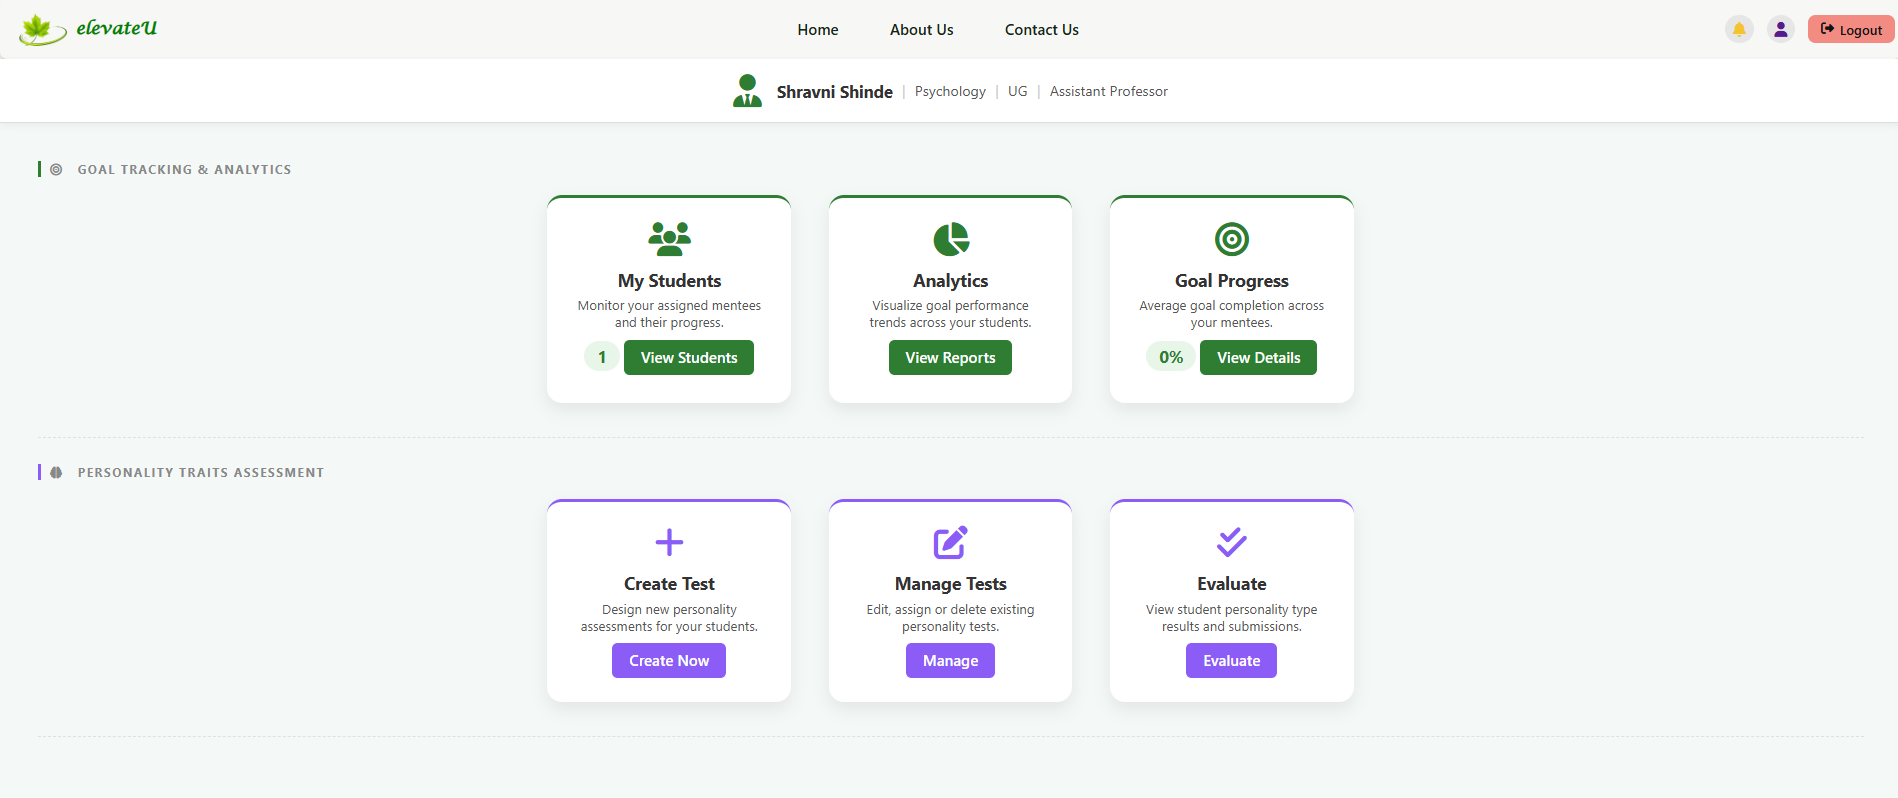 elevateU
Home About Us Contact Us
Logout
Shravni Shinde | Psychology | UG | Assistant Professor
GOAL TRACKING & ANALYTICS
My Students
Monitor your assigned mentees
and their progress.
1 View Students
Analytics
Visualize goal performance
trends across your students.
View Reports
Goal Progress
Average goal completion across
your mentees.
0% View Details
PERSONALITY TRAITS ASSESSMENT
Create Test
Design new personality
assessments for your students.
Create Now
Manage Tests
Edit, assign or delete existing
personality tests.
Manage
Evaluate
View student personality type
results and submissions.
Evaluate